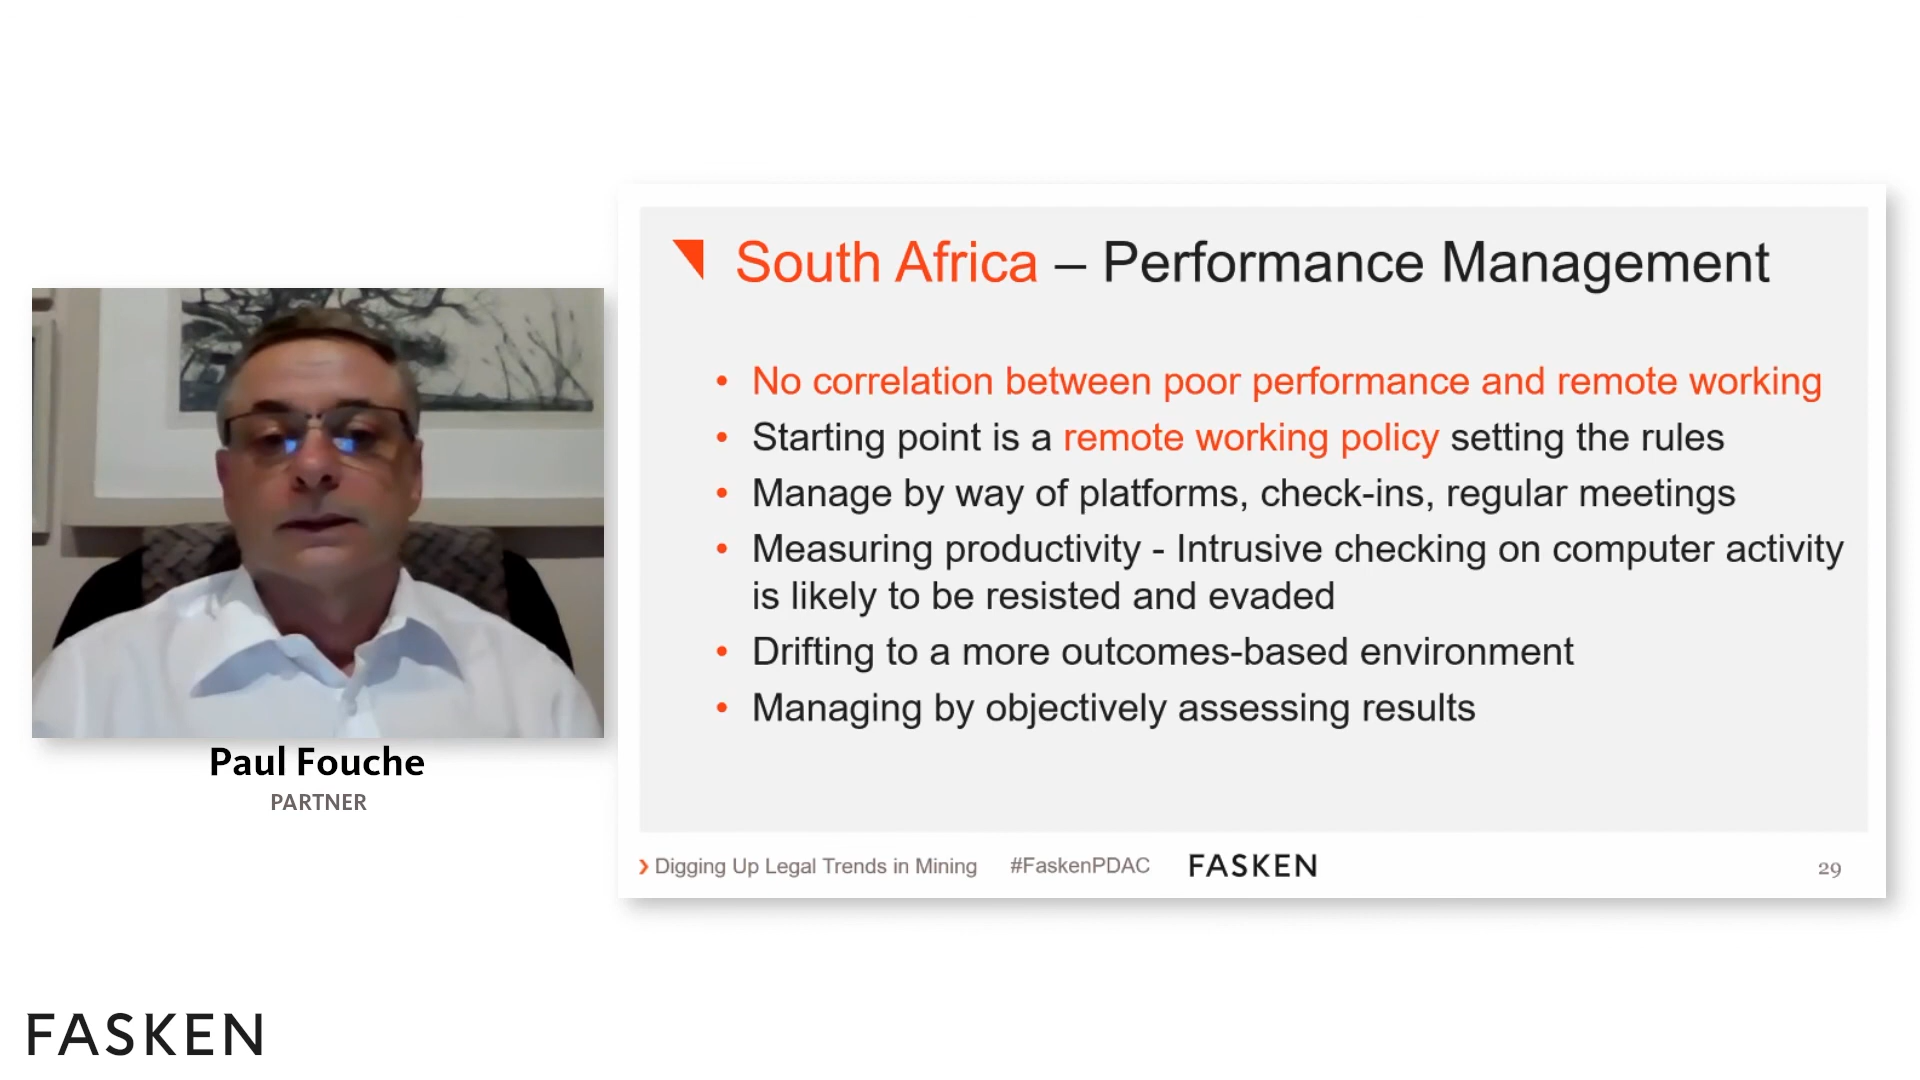 South Africa – Performance Management
• No correlation between poor performance and remote working
• Starting point is a remote working policy setting the rules
• Manage by way of platforms, check-ins, regular meetings
• Measuring productivity - Intrusive checking on computer activity
is likely to be resisted and evaded
• Drifting to a more outcomes-based environment
• Managing by objectively assessing results
Paul Fouche
PARTNER
Digging Up Legal Trends in Mining #FaskenPDAC FASKEN 29
FASKEN